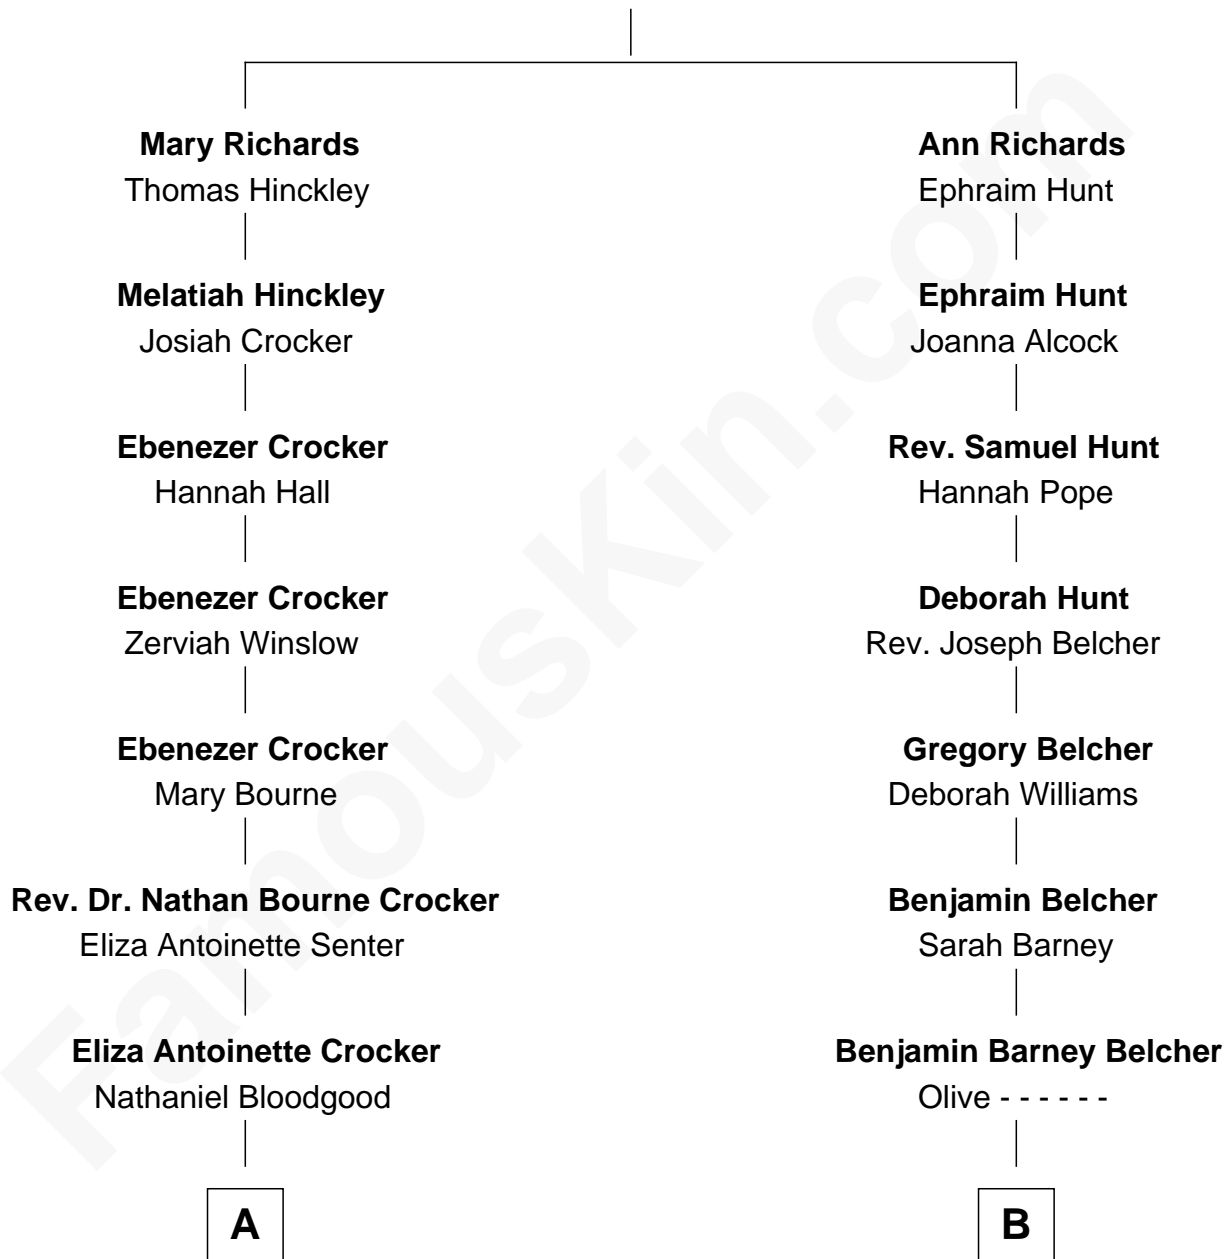 Mary Richards
Thomas Hinckley
Melatiah Hinckley
Josiah Crocker
Ebenezer Crocker
Hannah Hall
Ebenezer Crocker
Zerviah Winslow
Ebenezer Crocker
Mary Bourne
Rev. Dr. Nathan Bourne Crocker
Eliza Antoinette Senter
Eliza Antoinette Crocker
Nathaniel Bloodgood
A
Ann Richards
Ephraim Hunt
Ephraim Hunt
Joanna Alcock
Rev. Samuel Hunt
Hannah Pope
Deborah Hunt
Rev. Joseph Belcher
Gregory Belcher
Deborah Williams
Benjamin Belcher
Sarah Barney
Benjamin Barney Belcher
Olive - - - - - -
B
FamousKin.com